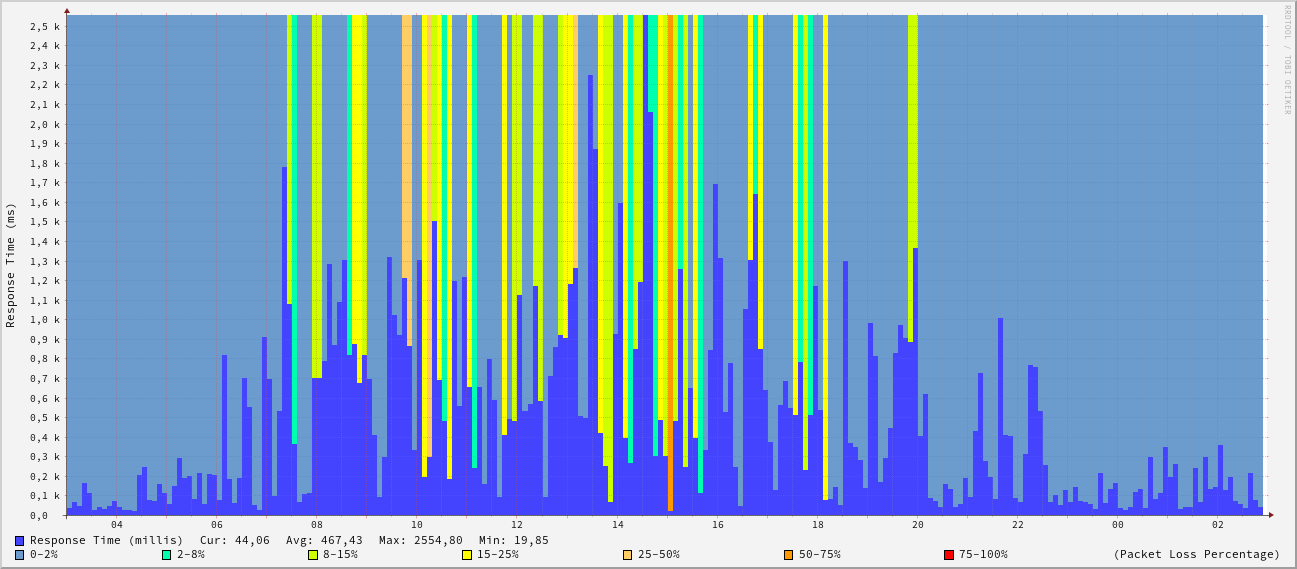 RRDTOOL / TOBI OETIKER
Response Time (ms)
2,5 k
2,4 k
2,3 k
2,2 k
2,1 k
2,0 k
1,9 k
1,8 k
1,7 k
1,6 k
1,5 k
1,4 k
1,3 k
1,2 k
1,1 k
1,0 k
0,9 k
0,8 k
0,7 k
0,6 k
0,5 k
0,4 k
0,3 k
0,2 k
0,1 k
0,0
04 06 08 10 12 14 16 18 20 22 00 02
Response Time (millis) Cur: 44,06 Avg: 467,43 Max: 2554,80 Min: 19,85
0-2% 2-8% 8-15% 15-25% 25-50% 50-75% 75-100% (Packet Loss Percentage)